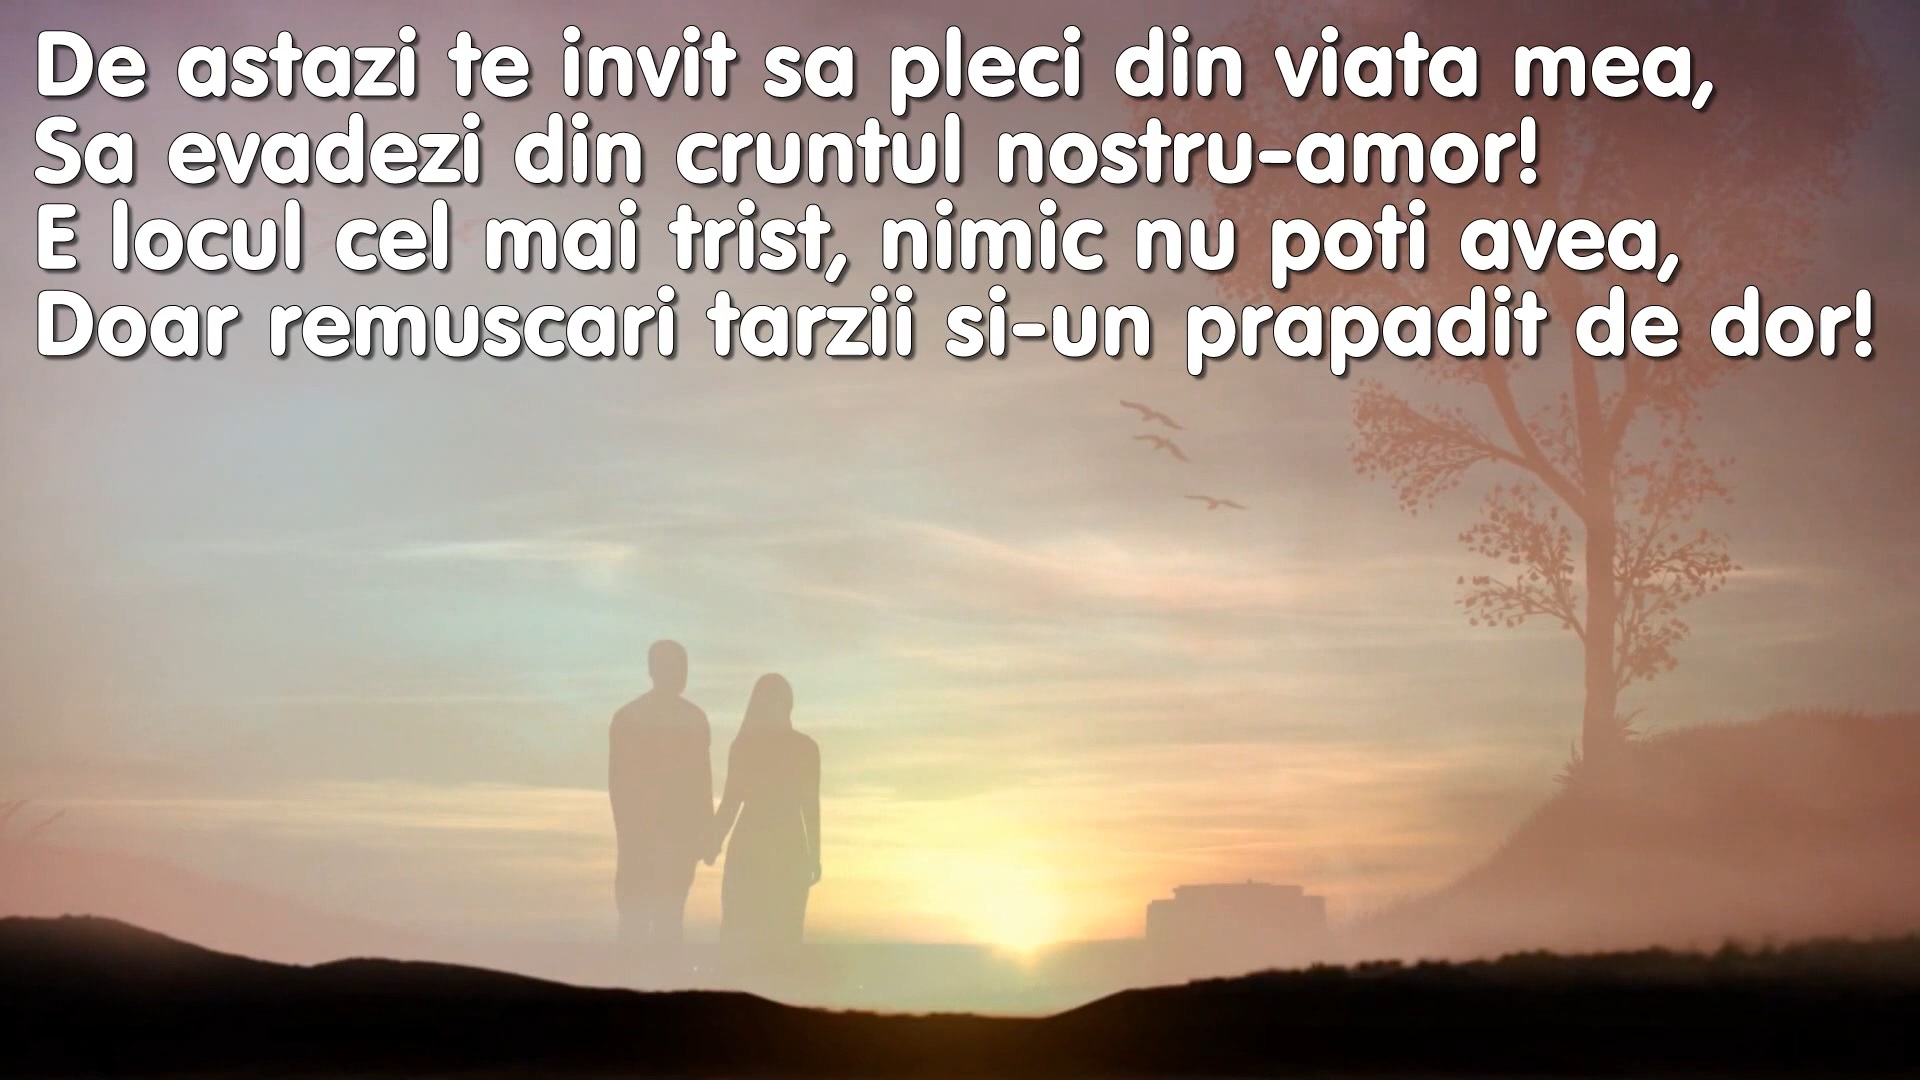 De astazi te invit sa pleci din viata mea,
Sa evadezi din cruntul nostru-amor!
E locul cel mai trist, nimic nu poti avea,
Doar remuscari tarzii si-un prapadit de dor!